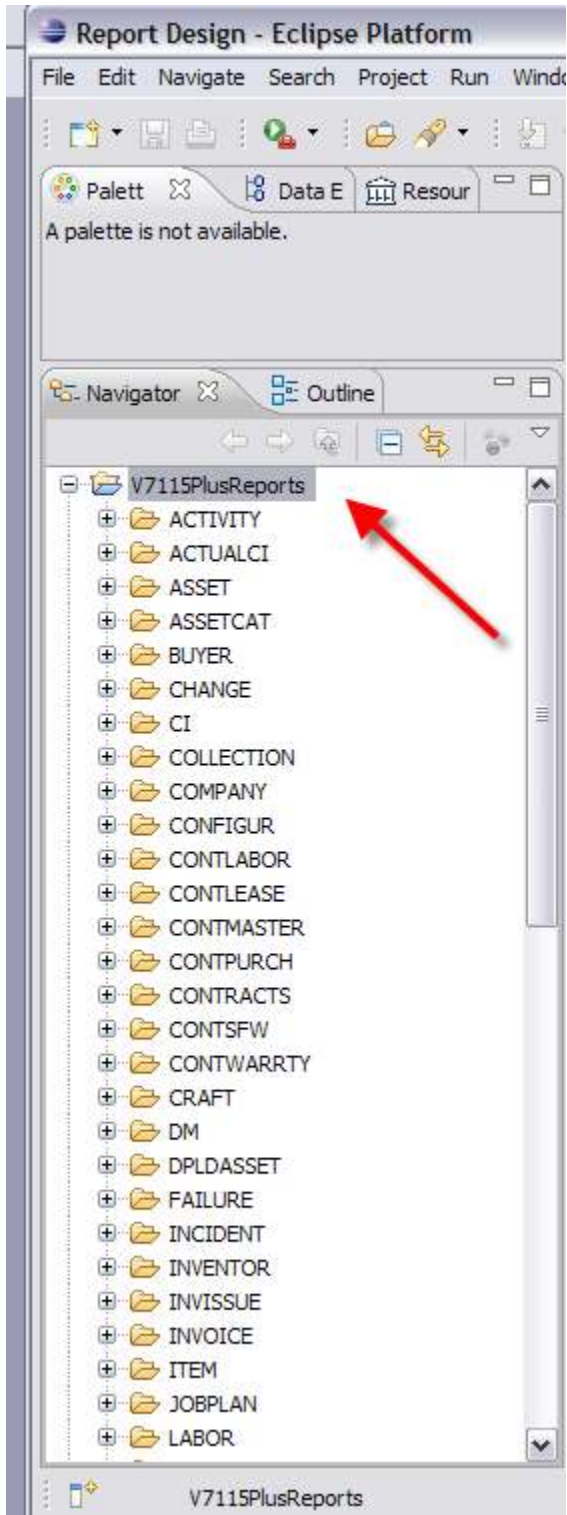 Report Design - Eclipse Platform
File Edit Navigate Search Project Run
Palett Data E Resour
A palette is not available.
Navigator Outline
V7115PlusReports
ACTIVITY
ACTUALCI
ASSET
ASSETCAT
BUYER
CHANGE
CI
COLLECTION
COMPANY
CONFIGUR
CONTLABOR
CONTLEASE
CONTMASTER
CONTPURCH
CONTRACTS
CONTSFW
CONTWARRTY
CRAFT
DM
DPLDASSET
FAILURE
INCIDENT
INVENTOR
INVISSUE
INVOICE
ITEM
JOBPLAN
LABOR
V7115PlusReports